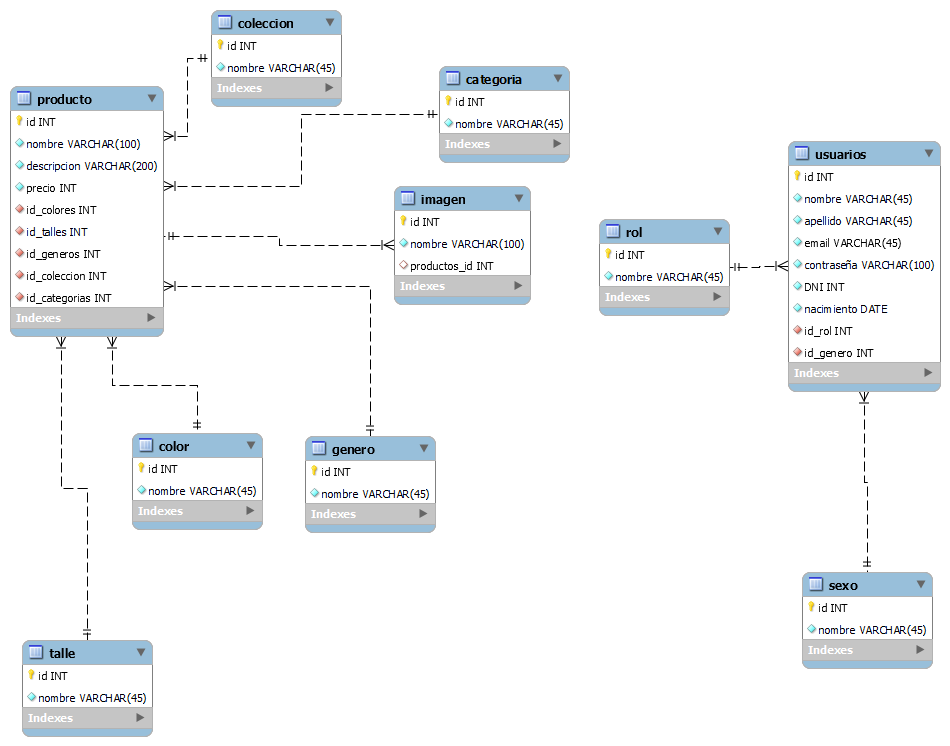 coleccion
id INT
nombre VARCHAR(45)
Indexes
producto
id INT
nombre VARCHAR(100)
descripcion VARCHAR(200)
precio INT
id_colores INT
id_talles INT
id_generos INT
id_coleccion INT
id_categorias INT
Indexes
categoria
id INT
nombre VARCHAR(45)
Indexes
imagen
id INT
nombre VARCHAR(100)
productos_id INT
Indexes
rol
id INT
nombre VARCHAR(45)
Indexes
usuarios
id INT
nombre VARCHAR(45)
apellido VARCHAR(45)
email VARCHAR(45)
contraseña VARCHAR(100)
DNI INT
nacimiento DATE
id_rol INT
id_genero INT
Indexes
color
id INT
nombre VARCHAR(45)
Indexes
genero
id INT
nombre VARCHAR(45)
Indexes
sexo
id INT
nombre VARCHAR(45)
Indexes
talle
id INT
nombre VARCHAR(45)
Indexes